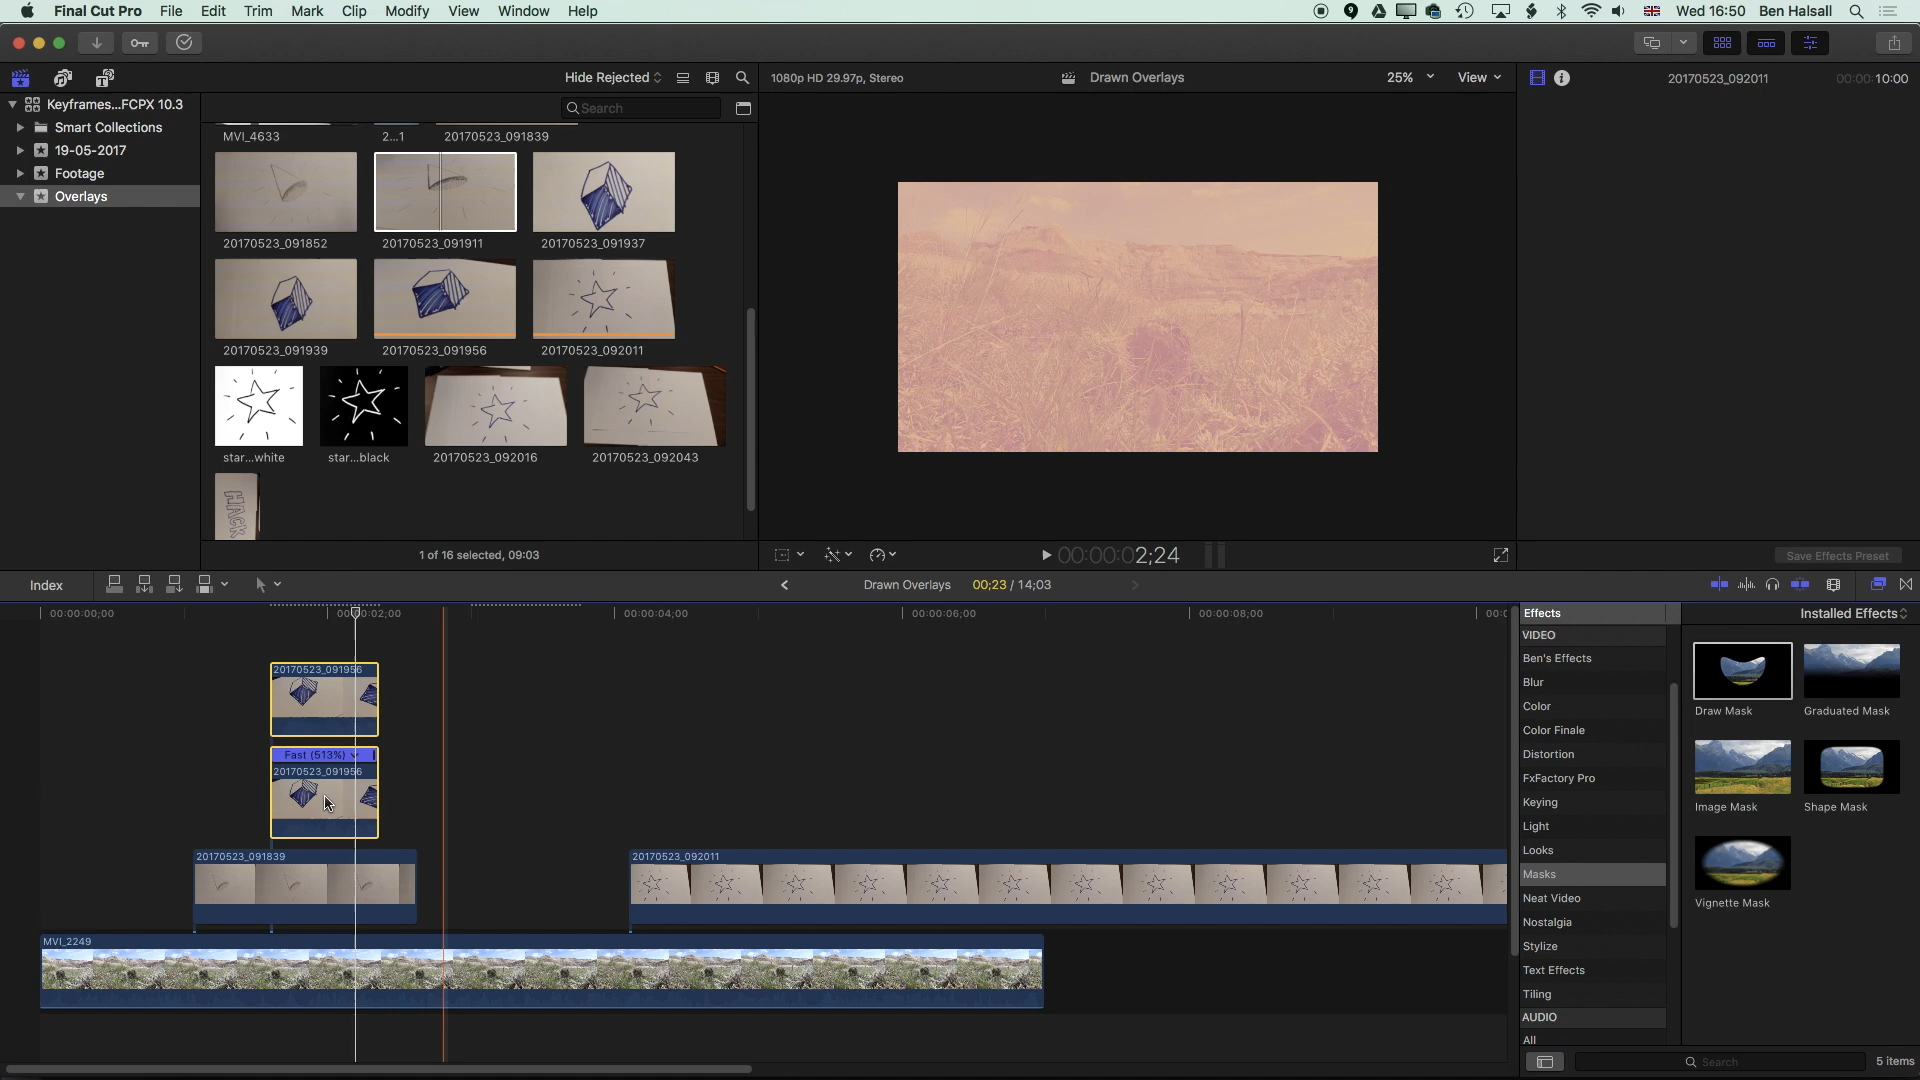 Final Cut Pro File Edit Trim Mark Clip Modify View Window Help
Wed 16:50 Ben Halsall
Hide Rejected
1080p HD 29.97p, Stereo
Drawn Overlays
25%
View
20170523_092011
00:00:10:00
Keyframes...FCPX 10.3
Search
Smart Collections
19-05-2017
Footage
Overlays
MVI_4633
2...1
20170523_091839
20170523_091852
20170523_091911
20170523_091937
20170523_091939
20170523_091956
20170523_092011
star...white
star...black
20170523_092016
20170523_092043
HACK
1 of 16 selected, 09:03
00:00:02;24
Save Effects Preset
Index
Drawn Overlays
00;23 / 14;03
00:00:00;00
00:00:02;00
00:00:04;00
00:00:06;00
00:00:08;00
Effects
Installed Effects
VIDEO
Ben's Effects
Blur
Color
Color Finale
Distortion
FxFactory Pro
Keying
Light
Looks
Masks
Neat Video
Nostalgia
Stylize
Text Effects
Tiling
AUDIO
All
Draw Mask
Graduated Mask
Image Mask
Shape Mask
Vignette Mask
20170523_091956
Fast (513%)
20170523_091956
20170523_091839
20170523_092011
MVI_2249
Search
5 items